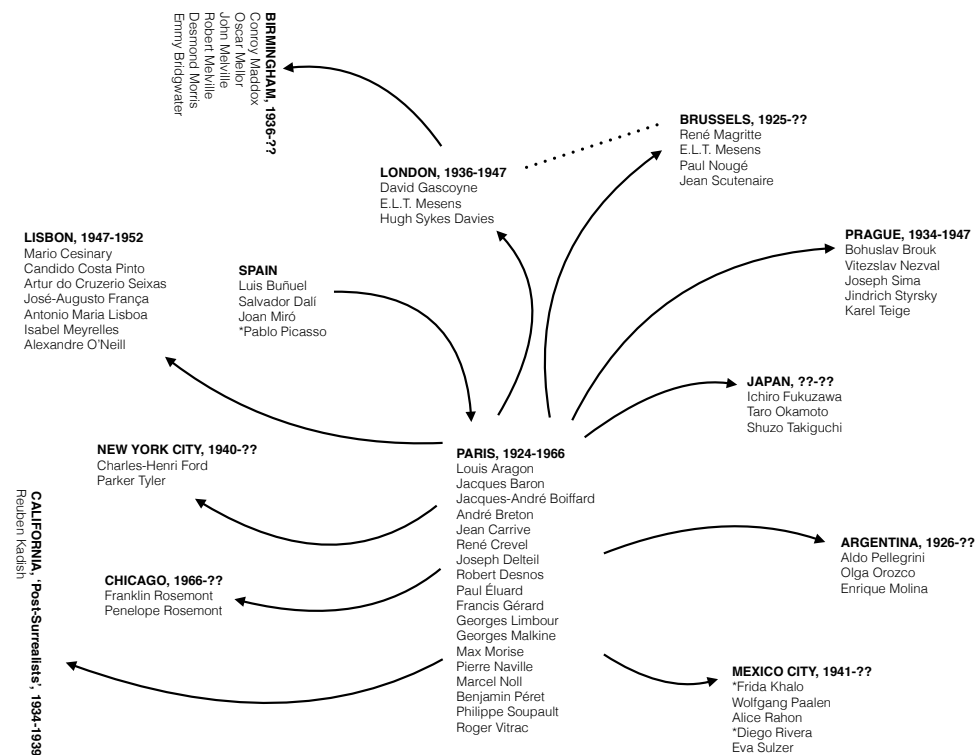 BIRMINGHAM, 1936-??
Conroy Maddox
Oscar Mellor
John Melville
Robert Melville
Desmond Morris
Emmy Bridgwater
BRUSSELS, 1925-??
René Magritte
E.L.T. Mesens
Paul Nougé
Jean Scutenaire
LONDON, 1936-1947
David Gascoyne
E.L.T. Mesens
Hugh Sykes Davies
LISBON, 1947-1952
Mario Cesinary
Candido Costa Pinto
Artur do Cruzerio Seixas
José-Augusto França
Antonio Maria Lisboa
Isabel Meyrelles
Alexandre O'Neill
SPAIN
Luis Buñuel
Salvador Dalí
Joan Miró
*Pablo Picasso
PRAGUE, 1934-1947
Bohuslav Brouk
Vitezslav Nezval
Joseph Sima
Jindrich Styrsky
Karel Teige
JAPAN, ??-??
Ichiro Fukuzawa
Taro Okamoto
Shuzo Takiguchi
NEW YORK CITY, 1940-??
Charles-Henri Ford
Parker Tyler
PARIS, 1924-1966
Louis Aragon
Jacques Baron
Jacques-André Boiffard
André Breton
Jean Carrive
René Crevel
Joseph Delteil
Robert Desnos
Paul Éluard
Francis Gérard
Georges Limbour
Georges Malkine
Max Morise
Pierre Naville
Marcel Noll
Benjamin Péret
Philippe Soupault
Roger Vitrac
CALIFORNIA, 'Post-Surrealists', 1934-1939
Reuben Kadish
CHICAGO, 1966-??
Franklin Rosemont
Penelope Rosemont
ARGENTINA, 1926-??
Aldo Pellegrini
Olga Orozco
Enrique Molina
MEXICO CITY, 1941-??
*Frida Khalo
Wolfgang Paalen
Alice Rahon
*Diego Rivera
Eva Sulzer